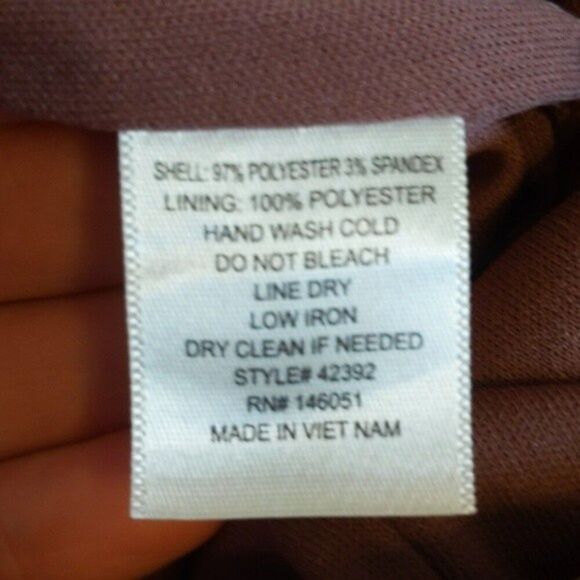 SHELL: 97% POLYESTER 3% SPANDEX
LINING: 100% POLYESTER
HAND WASH COLD
DO NOT BLEACH
LINE DRY
LOW IRON
DRY CLEAN IF NEEDED
STYLE# 42392
RN# 146051
MADE IN VIET NAM